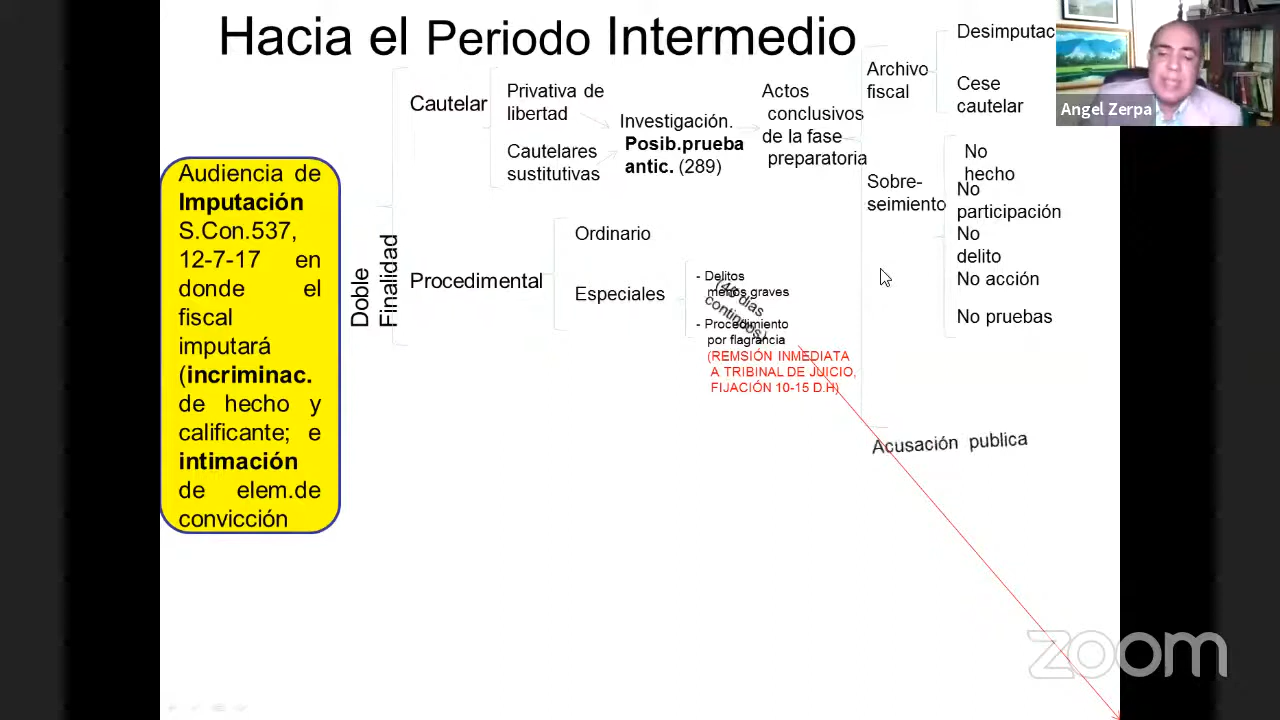 Hacia el Periodo Intermedio
Audiencia de
Imputación
S.Con.537,
12-7-17 en
donde el
fiscal
imputará
(incriminac.
de hecho y
calificante; e
intimación
de elem.de
convicción
Doble
Finalidad
Cautelar
Privativa de
libertad
Cautelares
sustitutivas
Investigación.
Posib.prueba
antic. (289)
Procedimental
Ordinario
Especiales
- Delitos
menos graves
- Procedimiento
por flagrancia
(REMSIÓN INMEDIATA
A TRIBINAL DE JUICIO,
FIJACIÓN 10-15 D.H)
(45 días
continuos)
Actos
conclusivos
de la fase
preparatoria
Archivo
fiscal
Desimputac
Cese
cautelar
Sobre-
seimiento
No
hecho
No
participación
No
delito
No acción
No pruebas
Acusación publica
Angel Zerpa
zoom